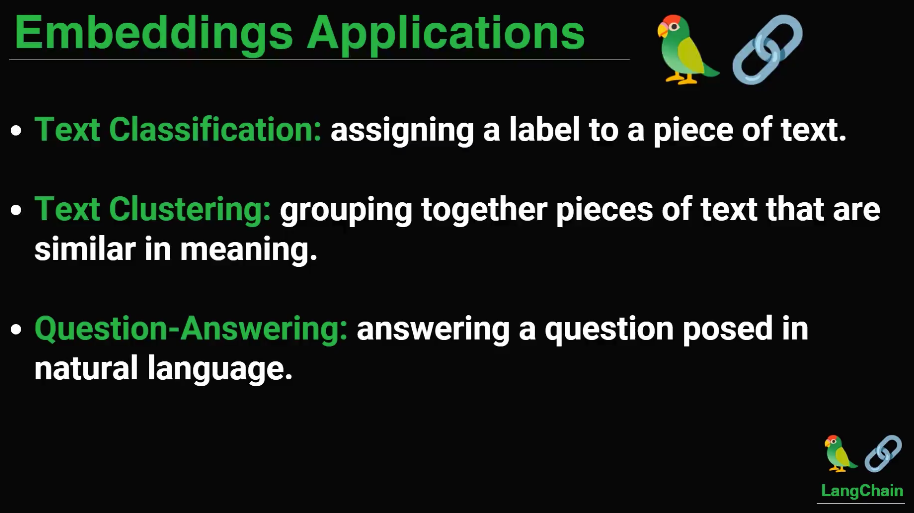 Embeddings Applications
• Text Classification: assigning a label to a piece of text.
• Text Clustering: grouping together pieces of text that are
similar in meaning.
• Question-Answering: answering a question posed in
natural language.
LangChain